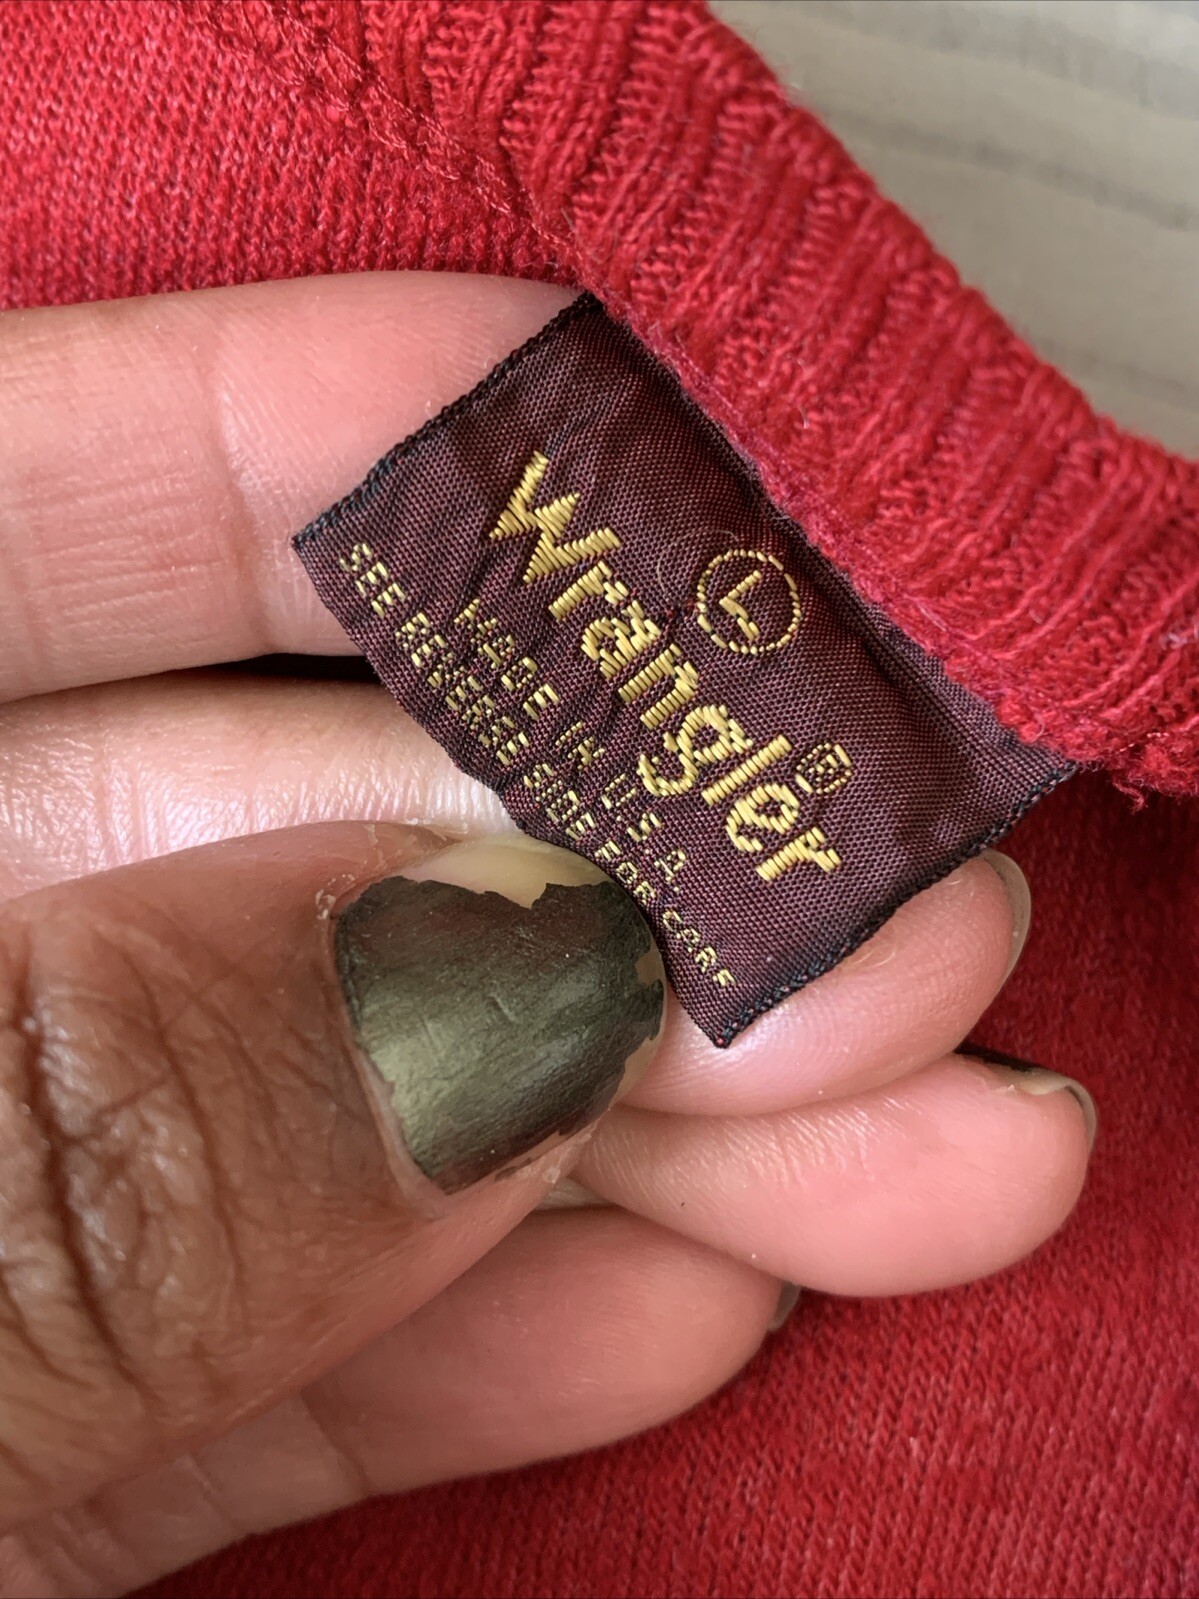 L
Wrangler®
MADE IN U.S.A.
SEE REVERSE SIDE FOR CARE